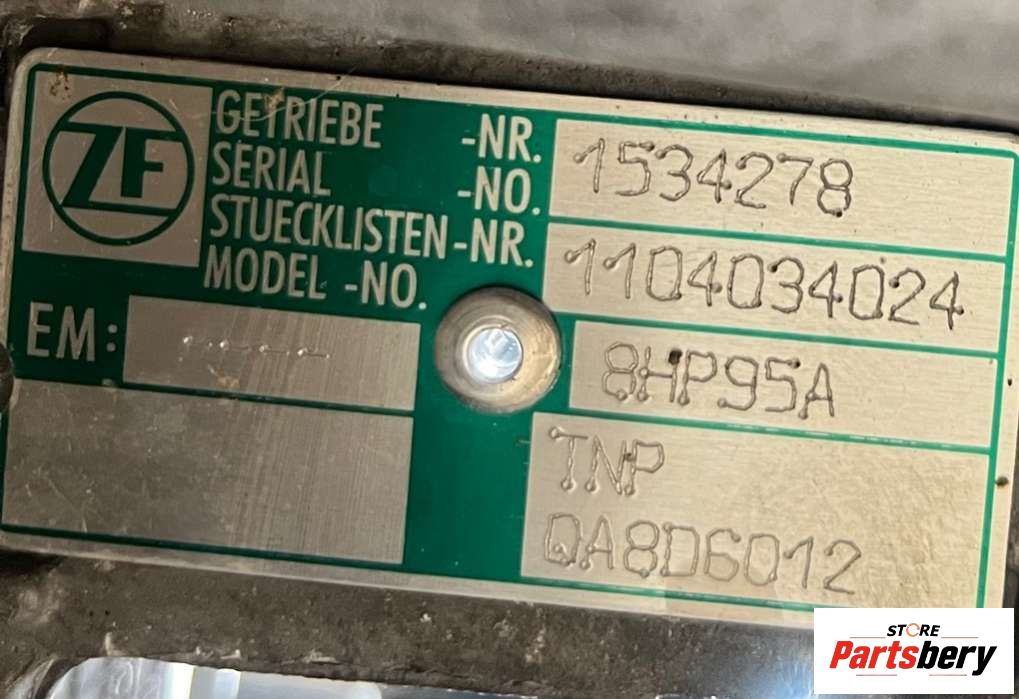 ZF
GETRIEBE -NR. 1534278
SERIAL -NO.
STUECKLISTEN-NR. 1104034024
MODEL -NO.
EM: ----- 8HP95A
TNP
QA8D6012
STORE
Partsbery